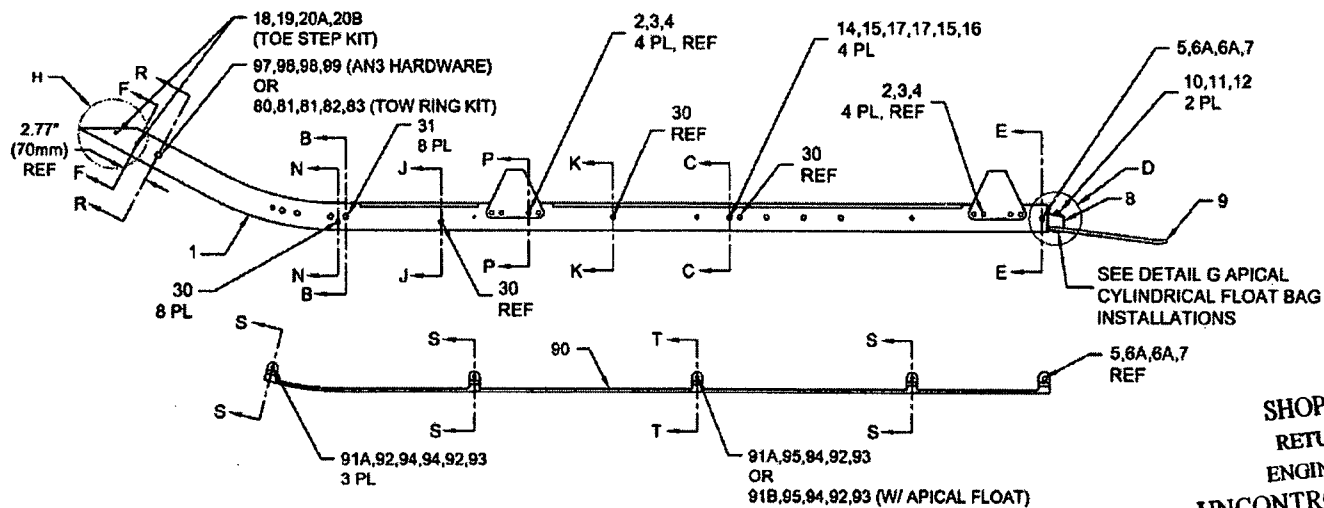 18,19,20A,20B
(TOE STEP KIT)
97,98,98,99 (AN3 HARDWARE)
OR
80,81,81,82,83 (TOW RING KIT)
2,3,4
4 PL, REF
14,15,17,17,15,16
4 PL
5,6A,6A,7
10,11,12
2 PL
2,3,4
4 PL, REF
H
R
F
2.77"
(70mm)
REF
F
R
B
31
8 PL
N
J
P
30
REF
K
C
30
REF
E
D
8
9
1
30
8 PL
N
B
J
30
REF
P
K
C
E
SEE DETAIL G APICAL
CYLINDRICAL FLOAT BAG
INSTALLATIONS
S
S
90
T
S
5,6A,6A,7
REF
S
S
T
S
91A,92,94,94,92,93
3 PL
91A,95,94,92,93
OR
91B,95,94,92,93 (W/ APICAL FLOAT)
SHOP
RETU
ENGIN
UNCONTRO